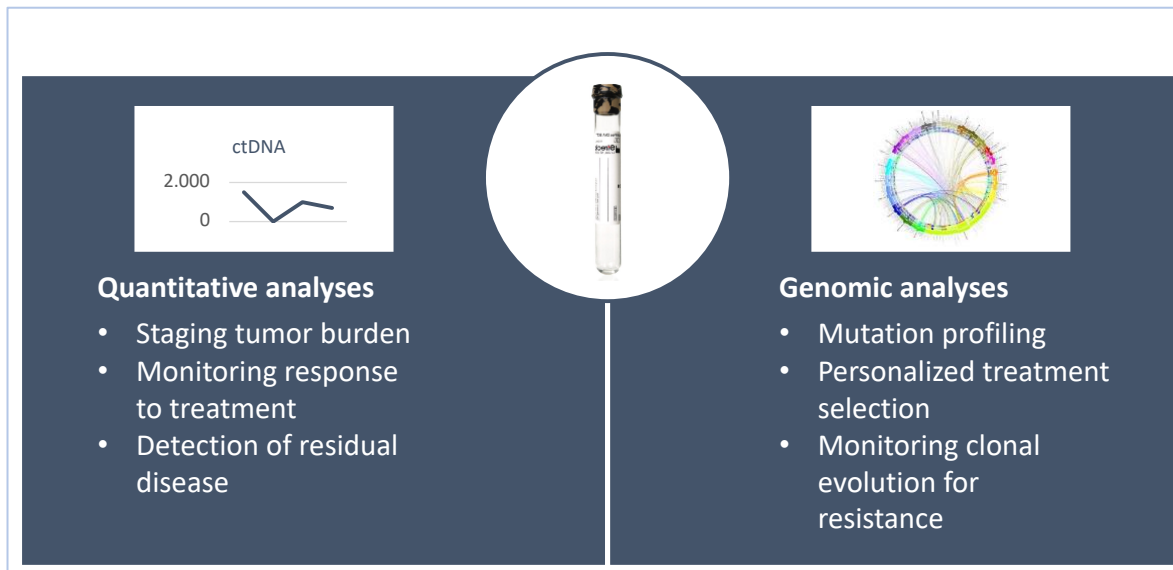 ctDNA
2.000
0
Quantitative analyses
• Staging tumor burden
• Monitoring response
to treatment
• Detection of residual
disease
Genomic analyses
• Mutation profiling
• Personalized treatment
selection
• Monitoring clonal
evolution for
resistance